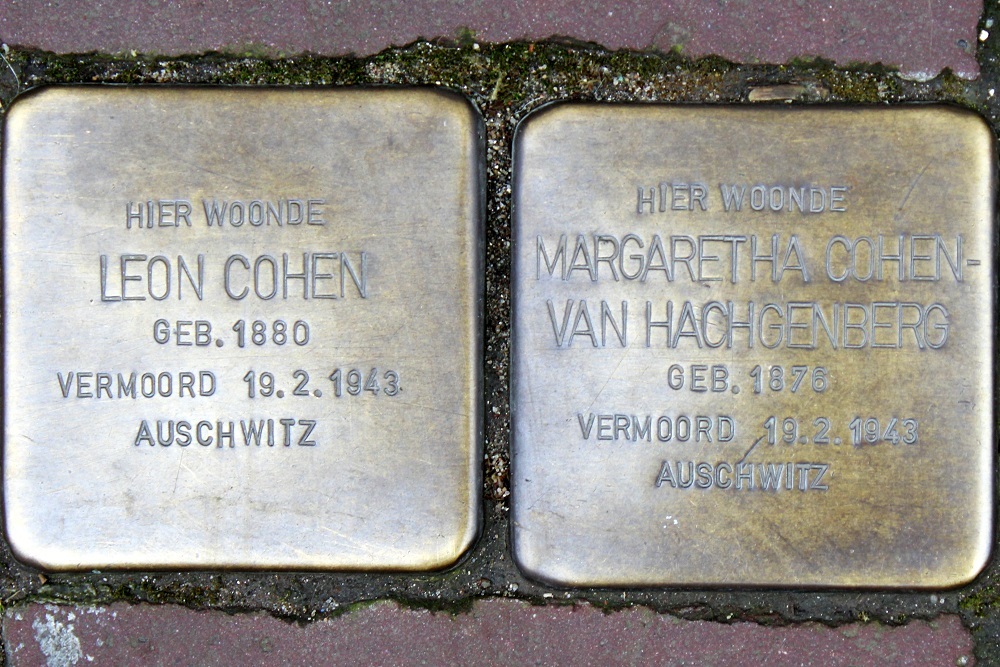 HIER WOONDE
LEON COHEN
GEB. 1880
VERMOORD 19.2.1943
AUSCHWITZ
HIER WOONDE
MARGARETHA COHEN-
VAN HACHGENBERG
GEB. 1876
VERMOORD 19.2.1943
AUSCHWITZ